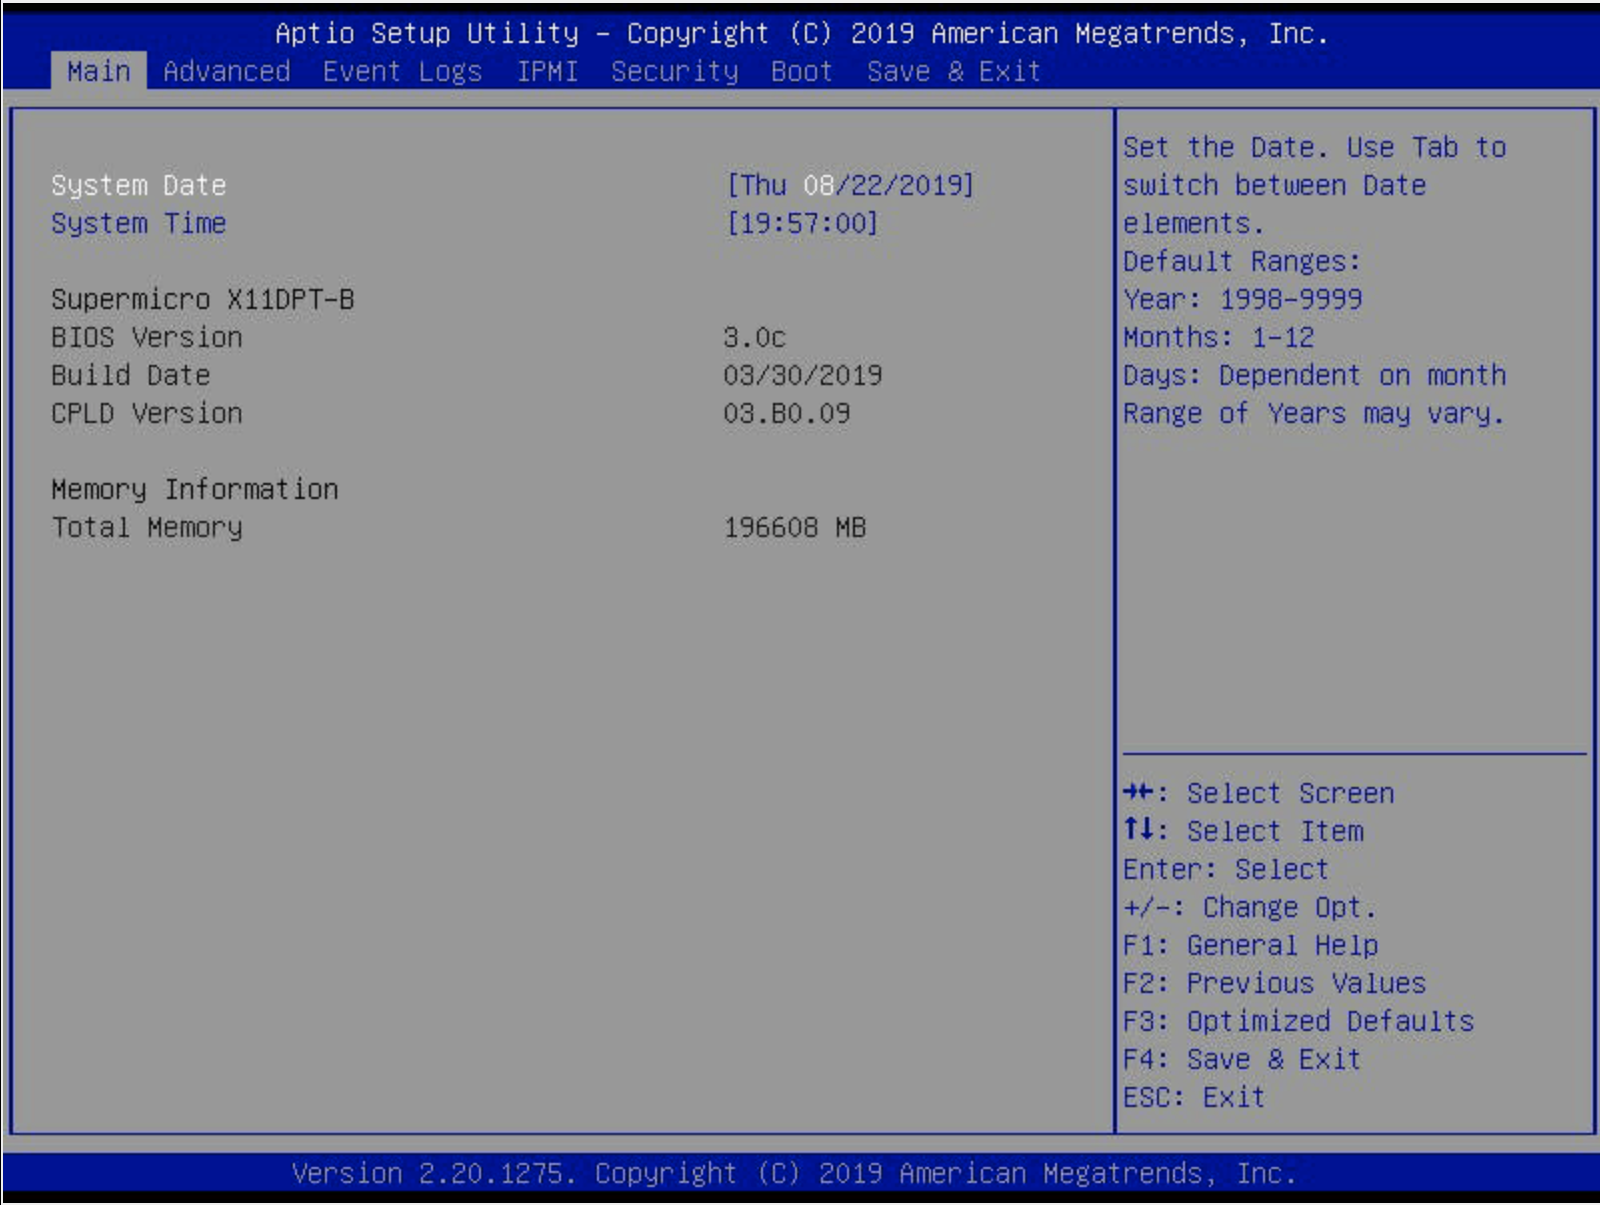 Aptio Setup Utility – Copyright (C) 2019 American Megatrends, Inc.
Main Advanced Event Logs IPMI Security Boot Save & Exit
System Date [Thu 08/22/2019]
System Time [19:57:00]
Supermicro X11DPT-B
BIOS Version 3.0c
Build Date 03/30/2019
CPLD Version 03.B0.09
Memory Information
Total Memory 196608 MB
Set the Date. Use Tab to
switch between Date
elements.
Default Ranges:
Year: 1998-9999
Months: 1-12
Days: Dependent on month
Range of Years may vary.
→←: Select Screen
↑↓: Select Item
Enter: Select
+/-: Change Opt.
F1: General Help
F2: Previous Values
F3: Optimized Defaults
F4: Save & Exit
ESC: Exit
Version 2.20.1275. Copyright (C) 2019 American Megatrends, Inc.